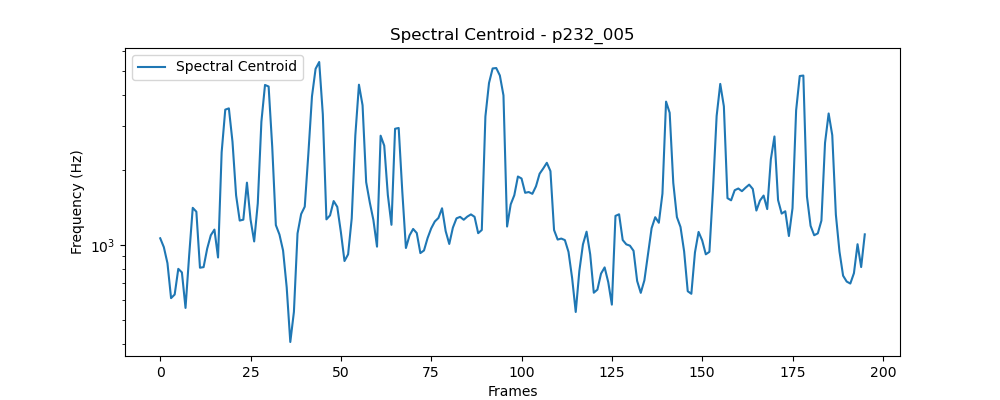 Spectral Centroid - p232_005
Spectral Centroid
Frequency (Hz)
10³
0 25 50 75 100 125 150 175 200
Frames